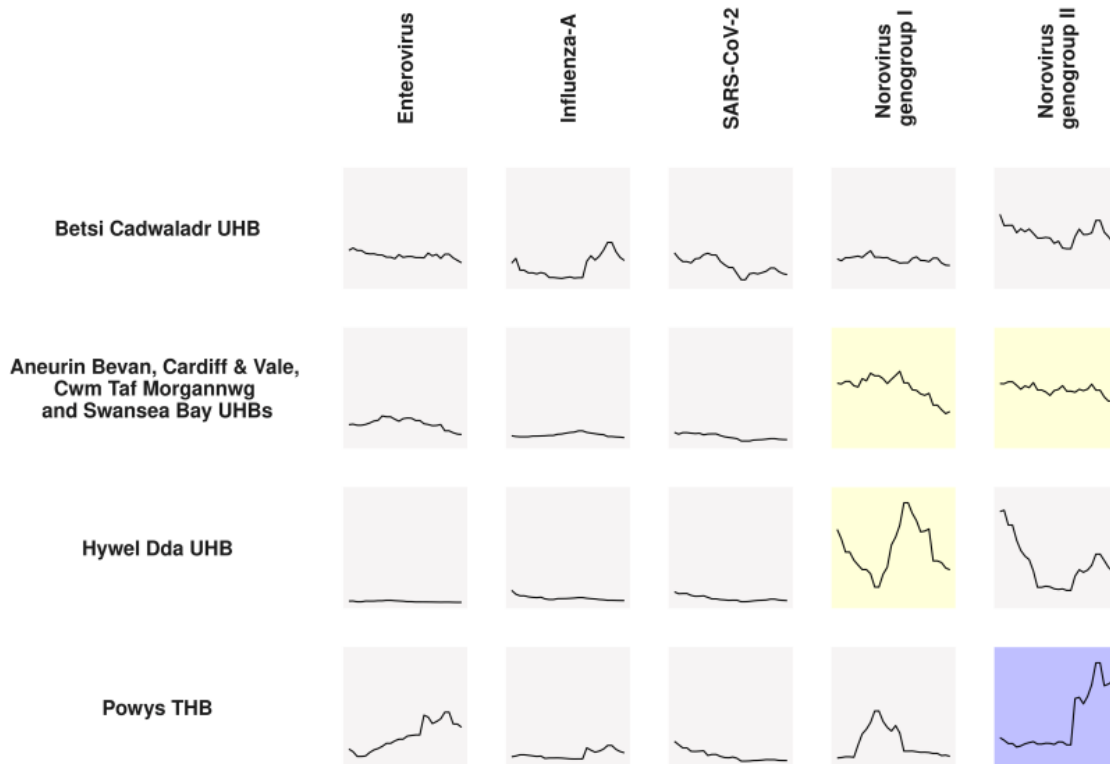 Enterovirus
Influenza-A
SARS-CoV-2
Norovirus
genogroup I
Norovirus
genogroup II
Betsi Cadwaladr UHB
Aneurin Bevan, Cardiff & Vale,
Cwm Taf Morgannwg
and Swansea Bay UHBs
Hywel Dda UHB
Powys THB